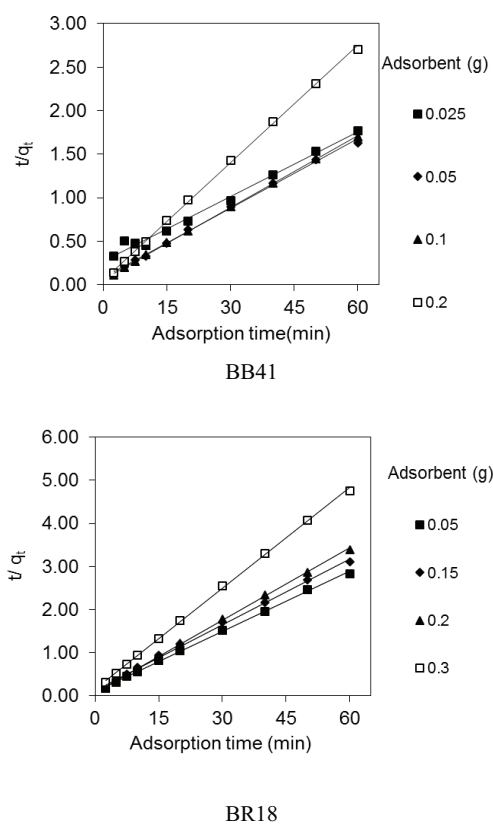 3.00
2.50
2.00
1.50
1.00
0.50
0.00
t/qt
0 15 30 45 60
Adsorption time(min)
Adsorbent (g)
0.025
0.05
0.1
0.2
BB41
6.00
5.00
4.00
3.00
2.00
1.00
0.00
t/ qt
0 15 30 45 60
Adsorption time (min)
Adsorbent (g)
0.05
0.15
0.2
0.3
BR18